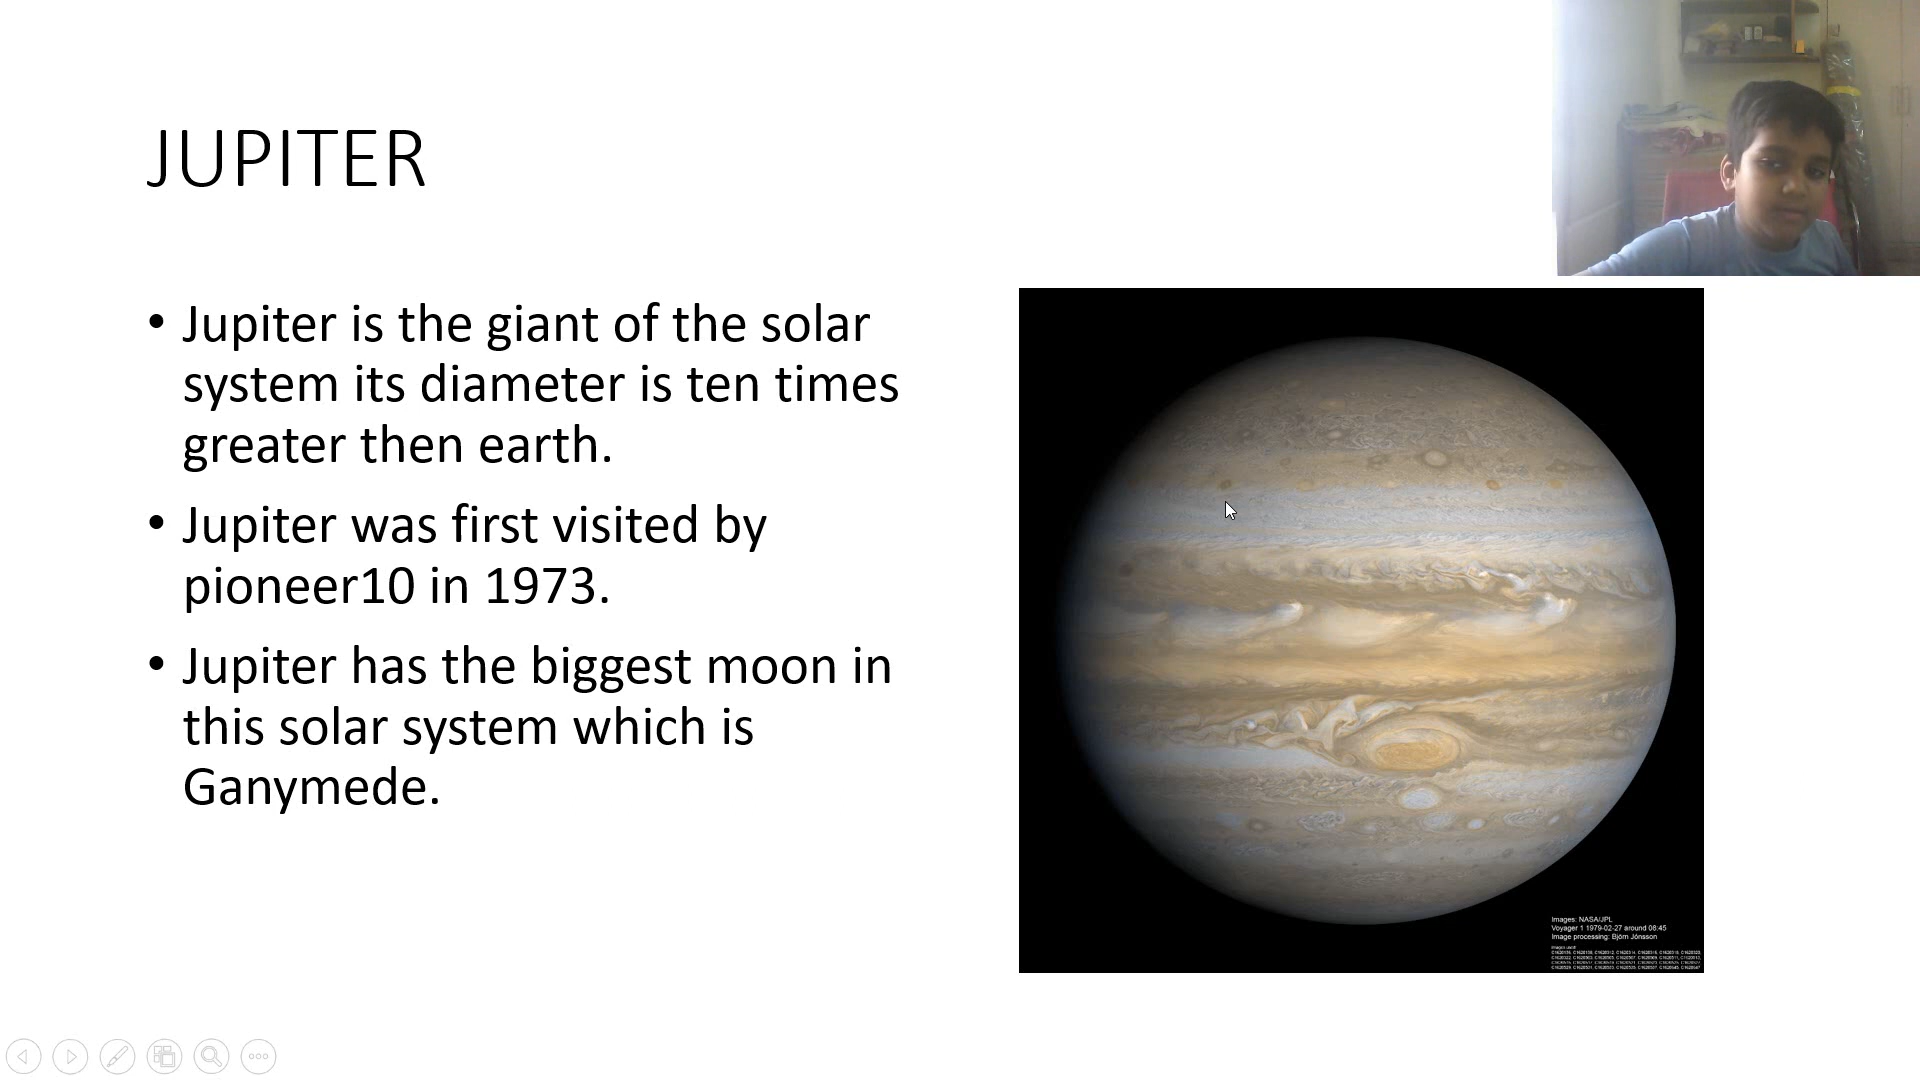 JUPITER
• Jupiter is the giant of the solar
system its diameter is ten times
greater then earth.
• Jupiter was first visited by
pioneer10 in 1973.
• Jupiter has the biggest moon in
this solar system which is
Ganymede.
Images: NASA/JPL
Voyager 1 1979-02-27 around 08:45
Image processing: Björn Jónsson